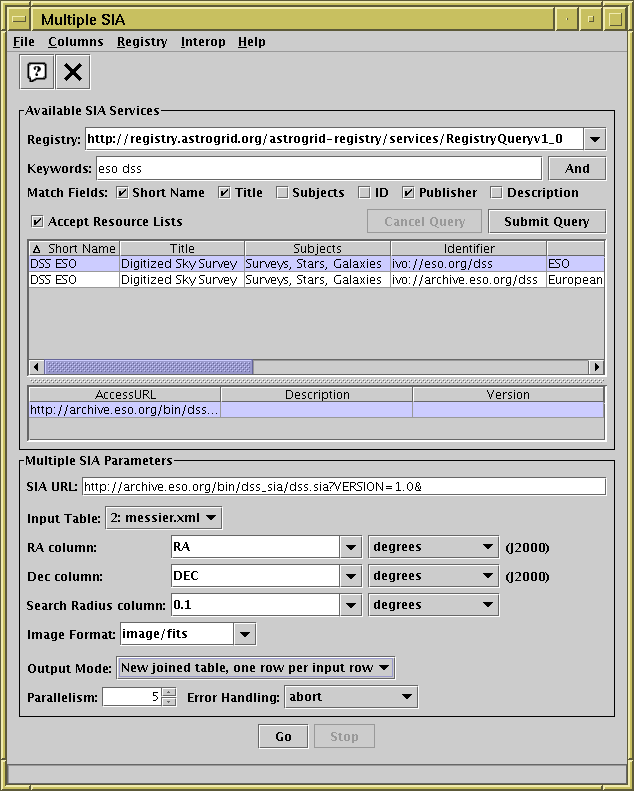 Multiple SIA
File Columns Registry Interop Help
Available SIA Services
Registry: http://registry.astrogrid.org/astrogrid-registry/services/RegistryQueryv1_0
Keywords: eso dss And
Match Fields: Short Name Title Subjects ID Publisher Description
Accept Resource Lists Cancel Query Submit Query
Short Name Title Subjects Identifier
DSS ESO Digitized Sky Survey Surveys, Stars, Galaxies ivo://eso.org/dss ESO
DSS ESO Digitized Sky Survey Surveys, Stars, Galaxies ivo://archive.eso.org/dss European
AccessURL Description Version
http://archive.eso.org/bin/dss...
Multiple SIA Parameters
SIA URL: http://archive.eso.org/bin/dss_sia/dss.sia?VERSION=1.0&
Input Table: 2: messier.xml
RA column: RA degrees (J2000)
Dec column: DEC degrees (J2000)
Search Radius column: 0.1 degrees
Image Format: image/fits
Output Mode: New joined table, one row per input row
Parallelism: 5 Error Handling: abort
Go Stop